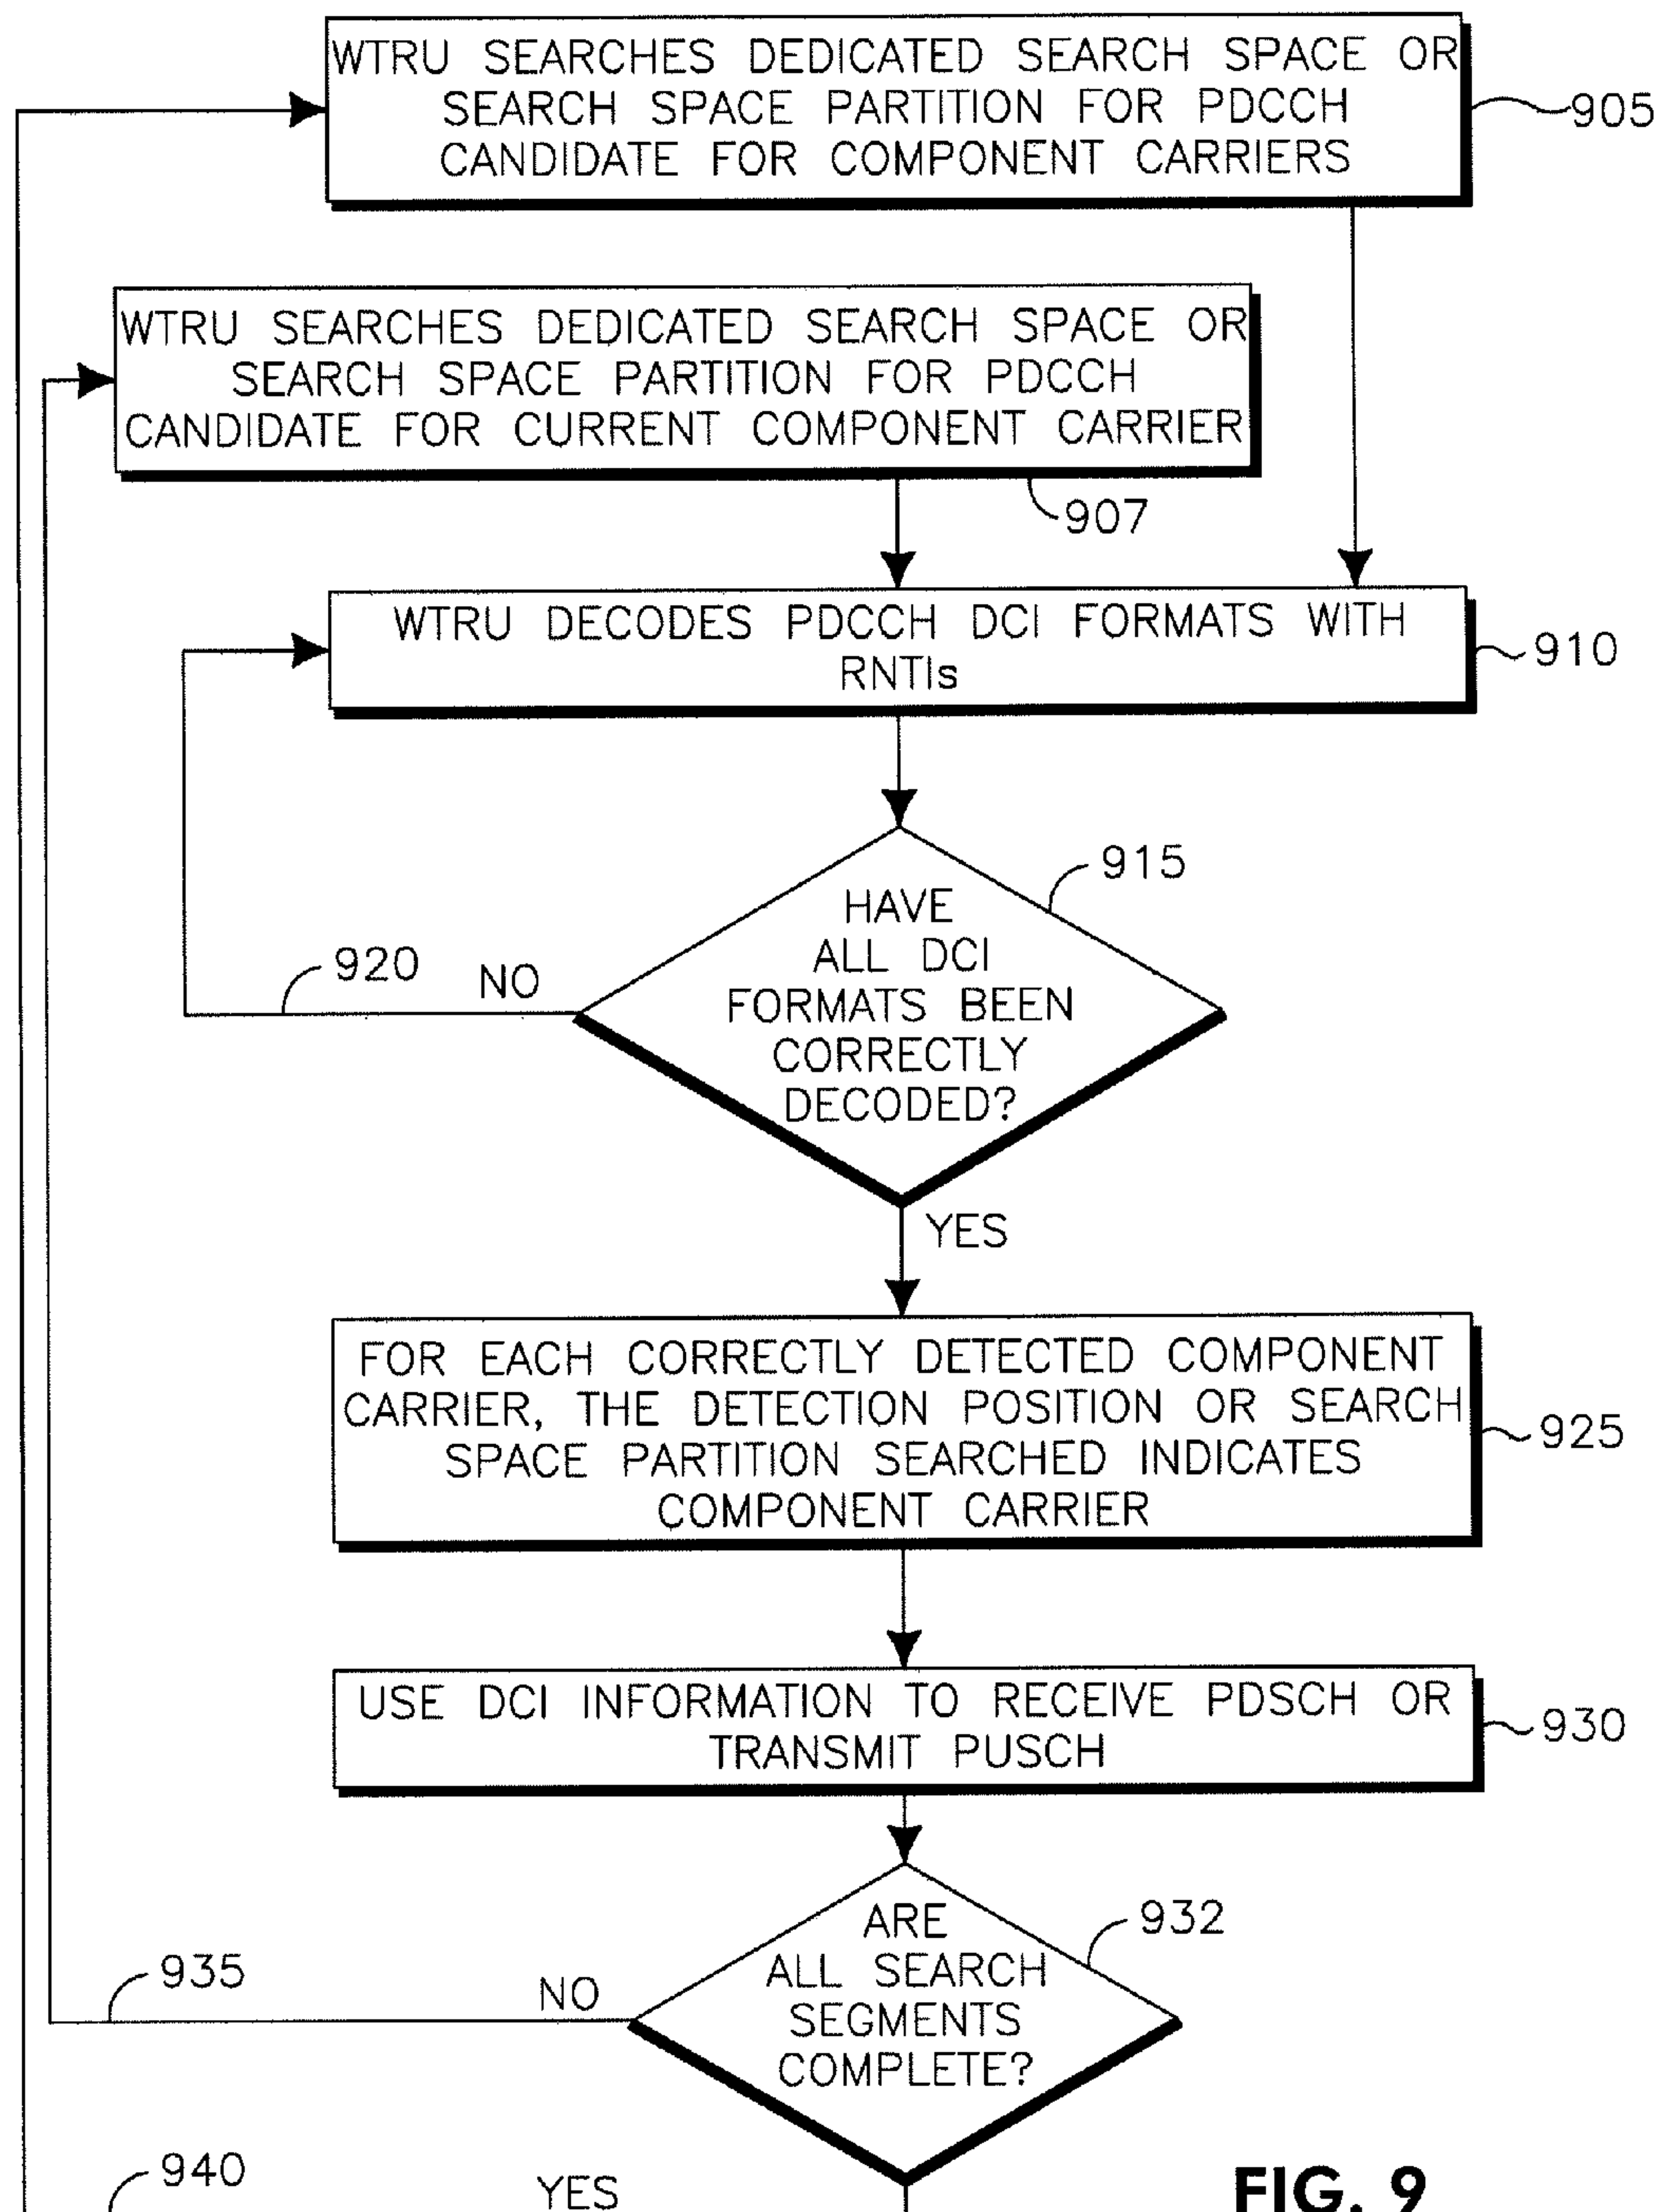 WTRU SEARCHES DEDICATED SEARCH SPACE OR
SEARCH SPACE PARTITION FOR PDCCH
CANDIDATE FOR COMPONENT CARRIERS
905
WTRU SEARCHES DEDICATED SEARCH SPACE OR
SEARCH SPACE PARTITION FOR PDCCH
CANDIDATE FOR CURRENT COMPONENT CARRIER
907
WTRU DECODES PDCCH DCI FORMATS WITH
RNTIs
910
915
HAVE
ALL DCI
FORMATS BEEN
CORRECTLY
DECODED?
920
NO
YES
FOR EACH CORRECTLY DETECTED COMPONENT
CARRIER, THE DETECTION POSITION OR SEARCH
SPACE PARTITION SEARCHED INDICATES
COMPONENT CARRIER
925
USE DCI INFORMATION TO RECEIVE PDSCH OR
TRANSMIT PUSCH
930
932
ARE
ALL SEARCH
SEGMENTS
COMPLETE?
935
NO
940
YES
FIG. 9